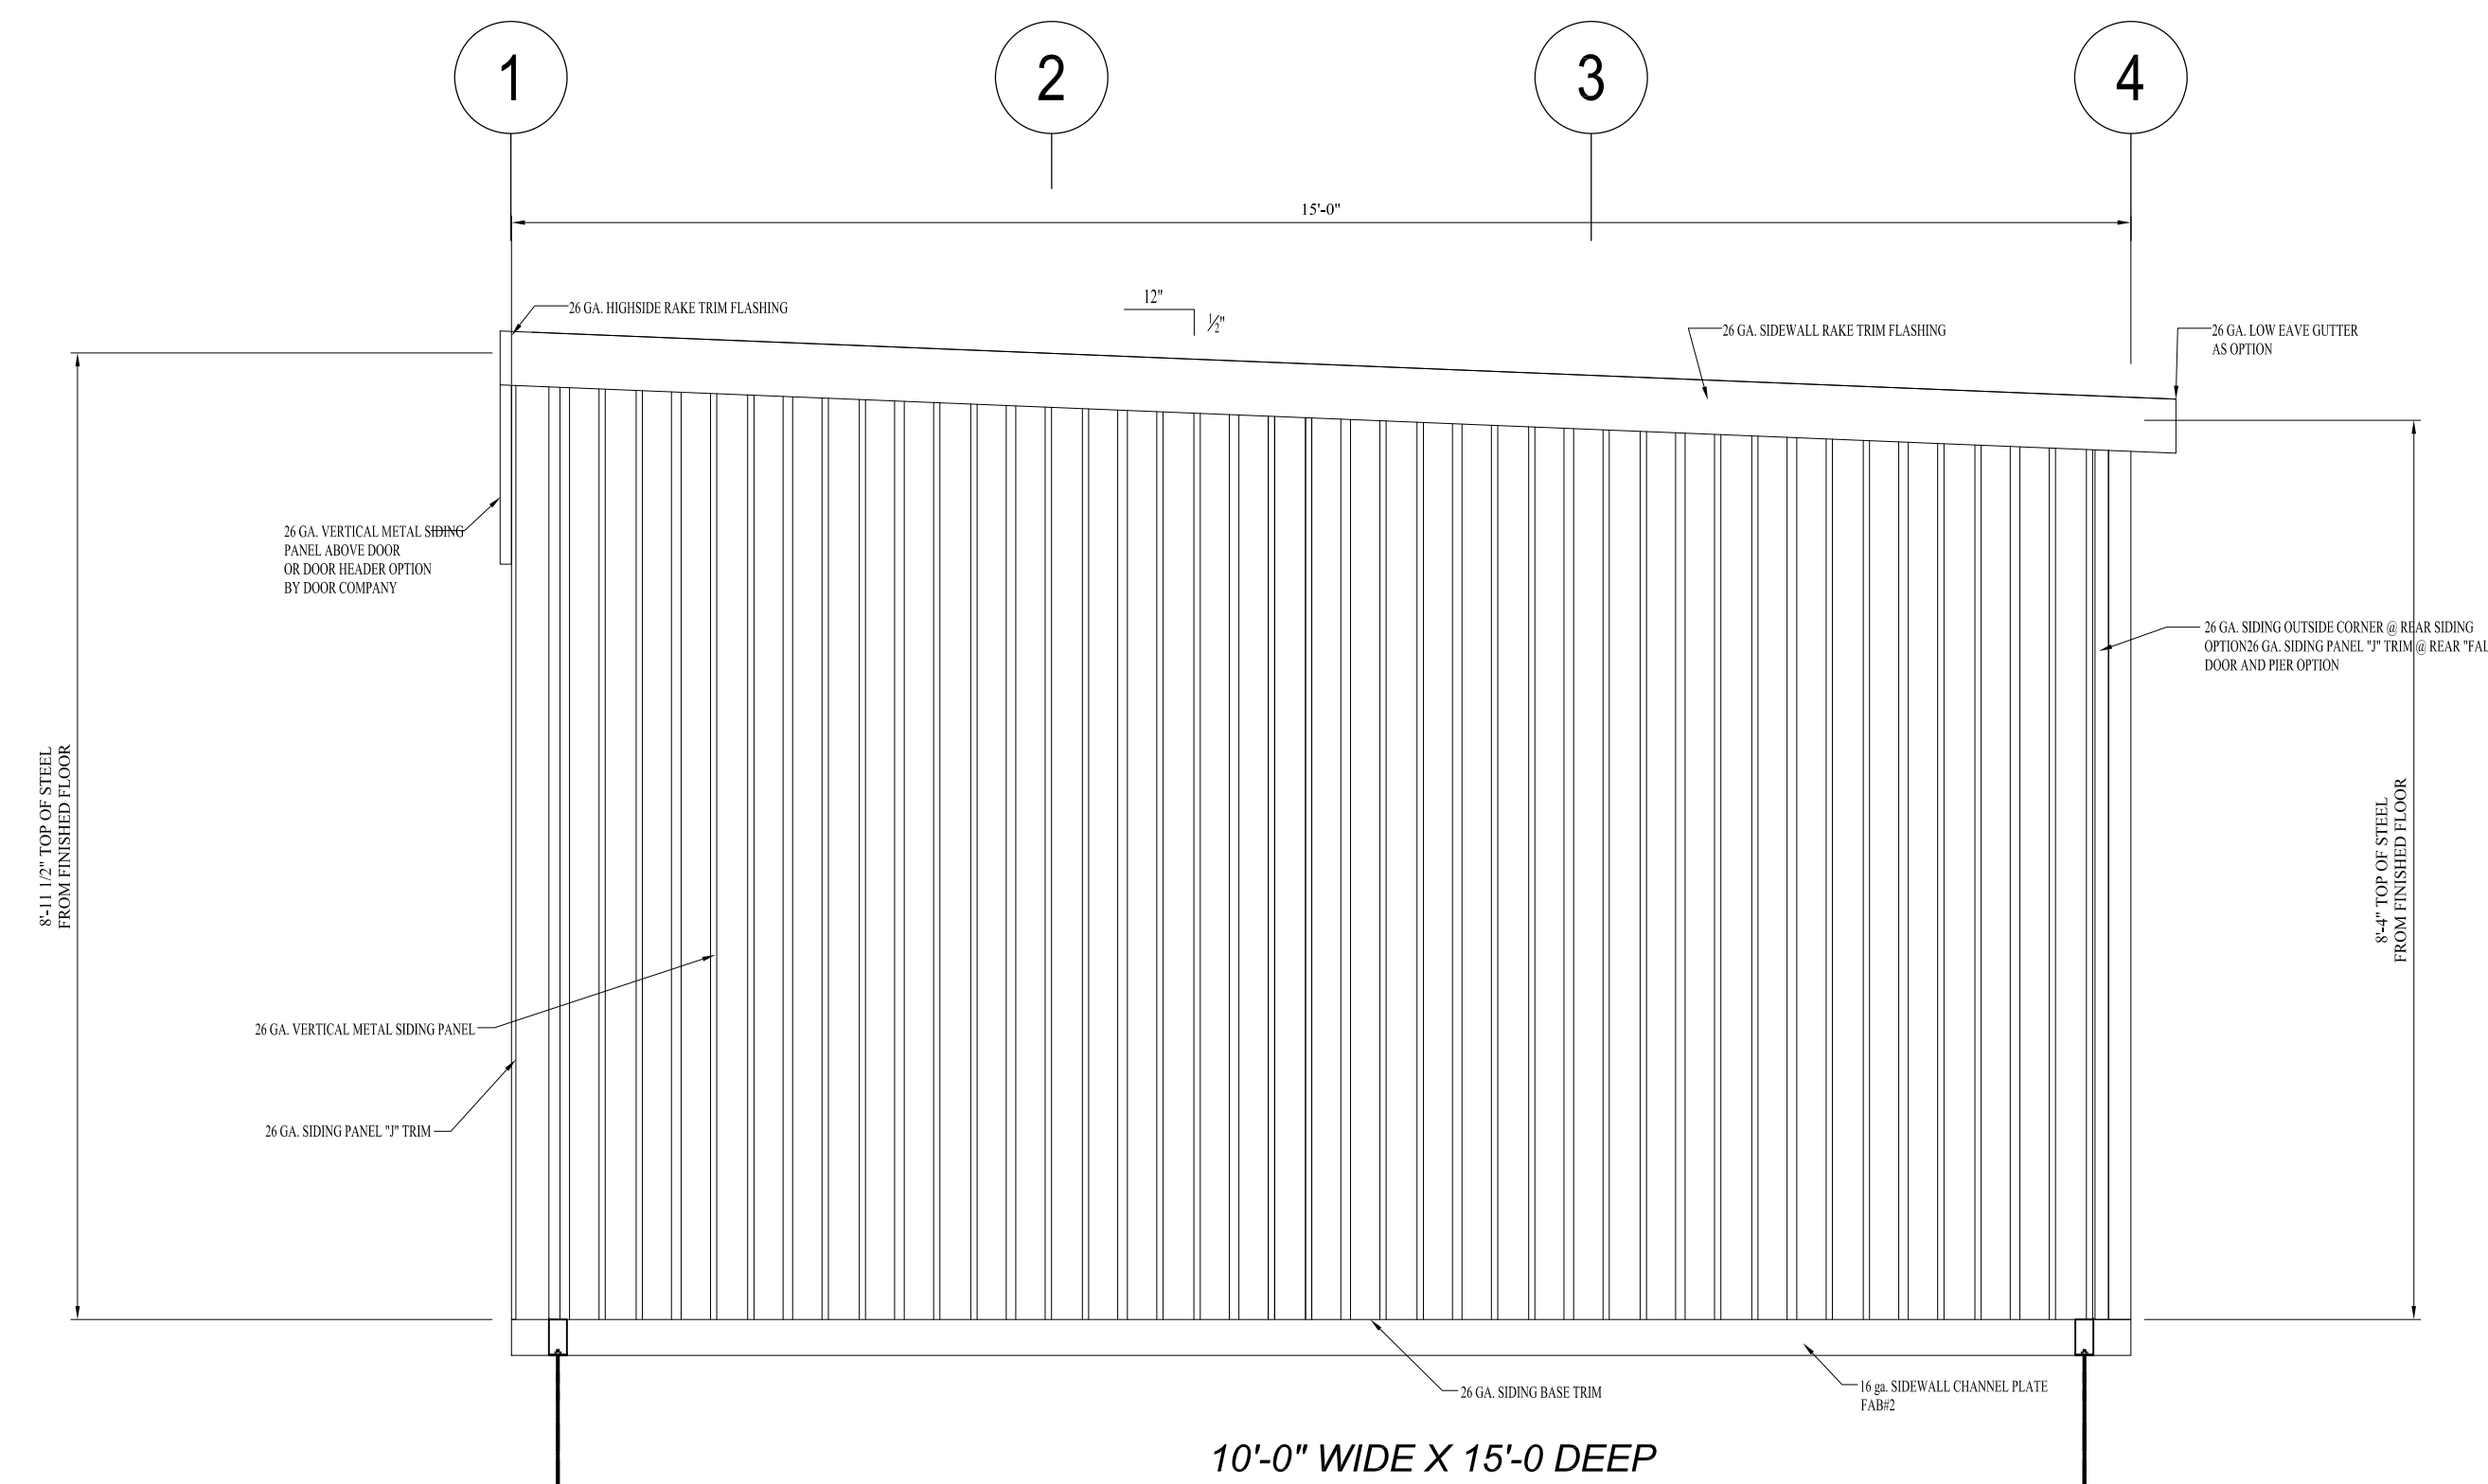 1 2 3 4
15'-0"
26 GA. HIGHSIDE RAKE TRIM FLASHING
12"
½"
26 GA. SIDEWALL RAKE TRIM FLASHING
26 GA. LOW EAVE GUTTER
AS OPTION
26 GA. VERTICAL METAL SIDING
PANEL ABOVE DOOR
OR DOOR HEADER OPTION
BY DOOR COMPANY
26 GA. SIDING OUTSIDE CORNER @ REAR SIDING
OPTION26 GA. SIDING PANEL "J" TRIM @ REAR "FAL
DOOR AND PIER OPTION
8'-11 1/2" TOP OF STEEL
FROM FINISHED FLOOR
8'-4" TOP OF STEEL
FROM FINISHED FLOOR
26 GA. VERTICAL METAL SIDING PANEL
26 GA. SIDING PANEL "J" TRIM
26 GA. SIDING BASE TRIM
16 ga. SIDEWALL CHANNEL PLATE
FAB#2
10'-0" WIDE X 15'-0 DEEP